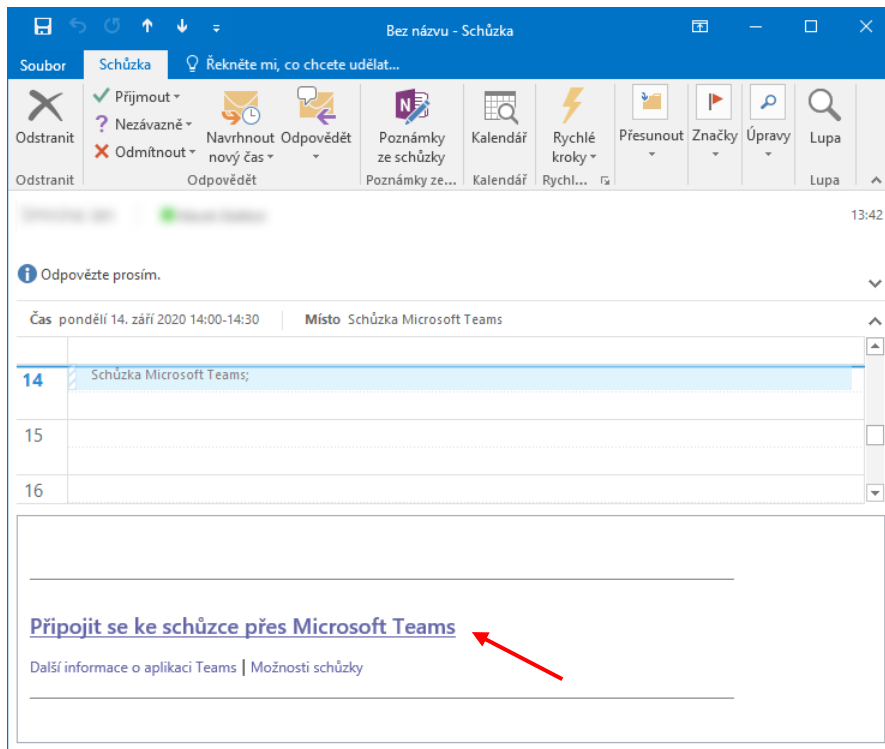 Bez názvu - Schůzka
Soubor Schůzka Řekněte mi, co chcete udělat...
Odstranit
Přijmout
Nezávazně
Odmítnout
Navrhnout nový čas
Odpovědět
Poznámky ze schůzky
Kalendář
Rychlé kroky
Přesunout
Značky
Úpravy
Lupa
Odstranit Odpovědět Poznámky ze... Kalendář Rychl... Lupa
13:42
Odpovězte prosím.
Čas pondělí 14. září 2020 14:00-14:30 Místo Schůzka Microsoft Teams
14 Schůzka Microsoft Teams;
15
16
Připojit se ke schůzce přes Microsoft Teams
Další informace o aplikaci Teams | Možnosti schůzky